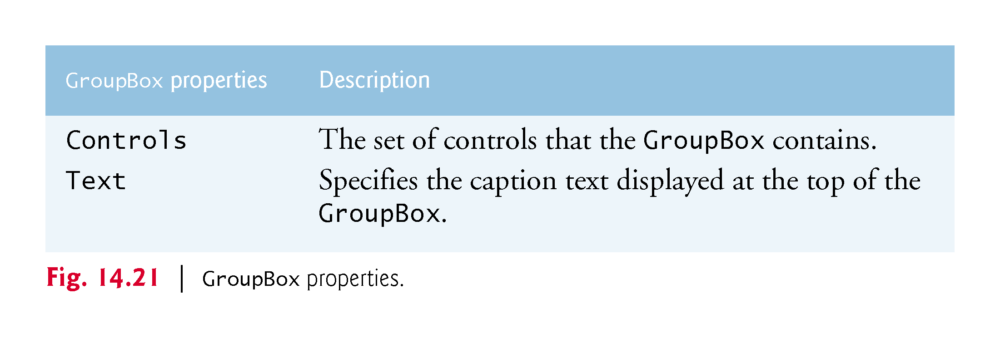 GroupBox properties Description
Controls The set of controls that the GroupBox contains.
Text Specifies the caption text displayed at the top of the
GroupBox.
Fig. 14.21 | GroupBox properties.